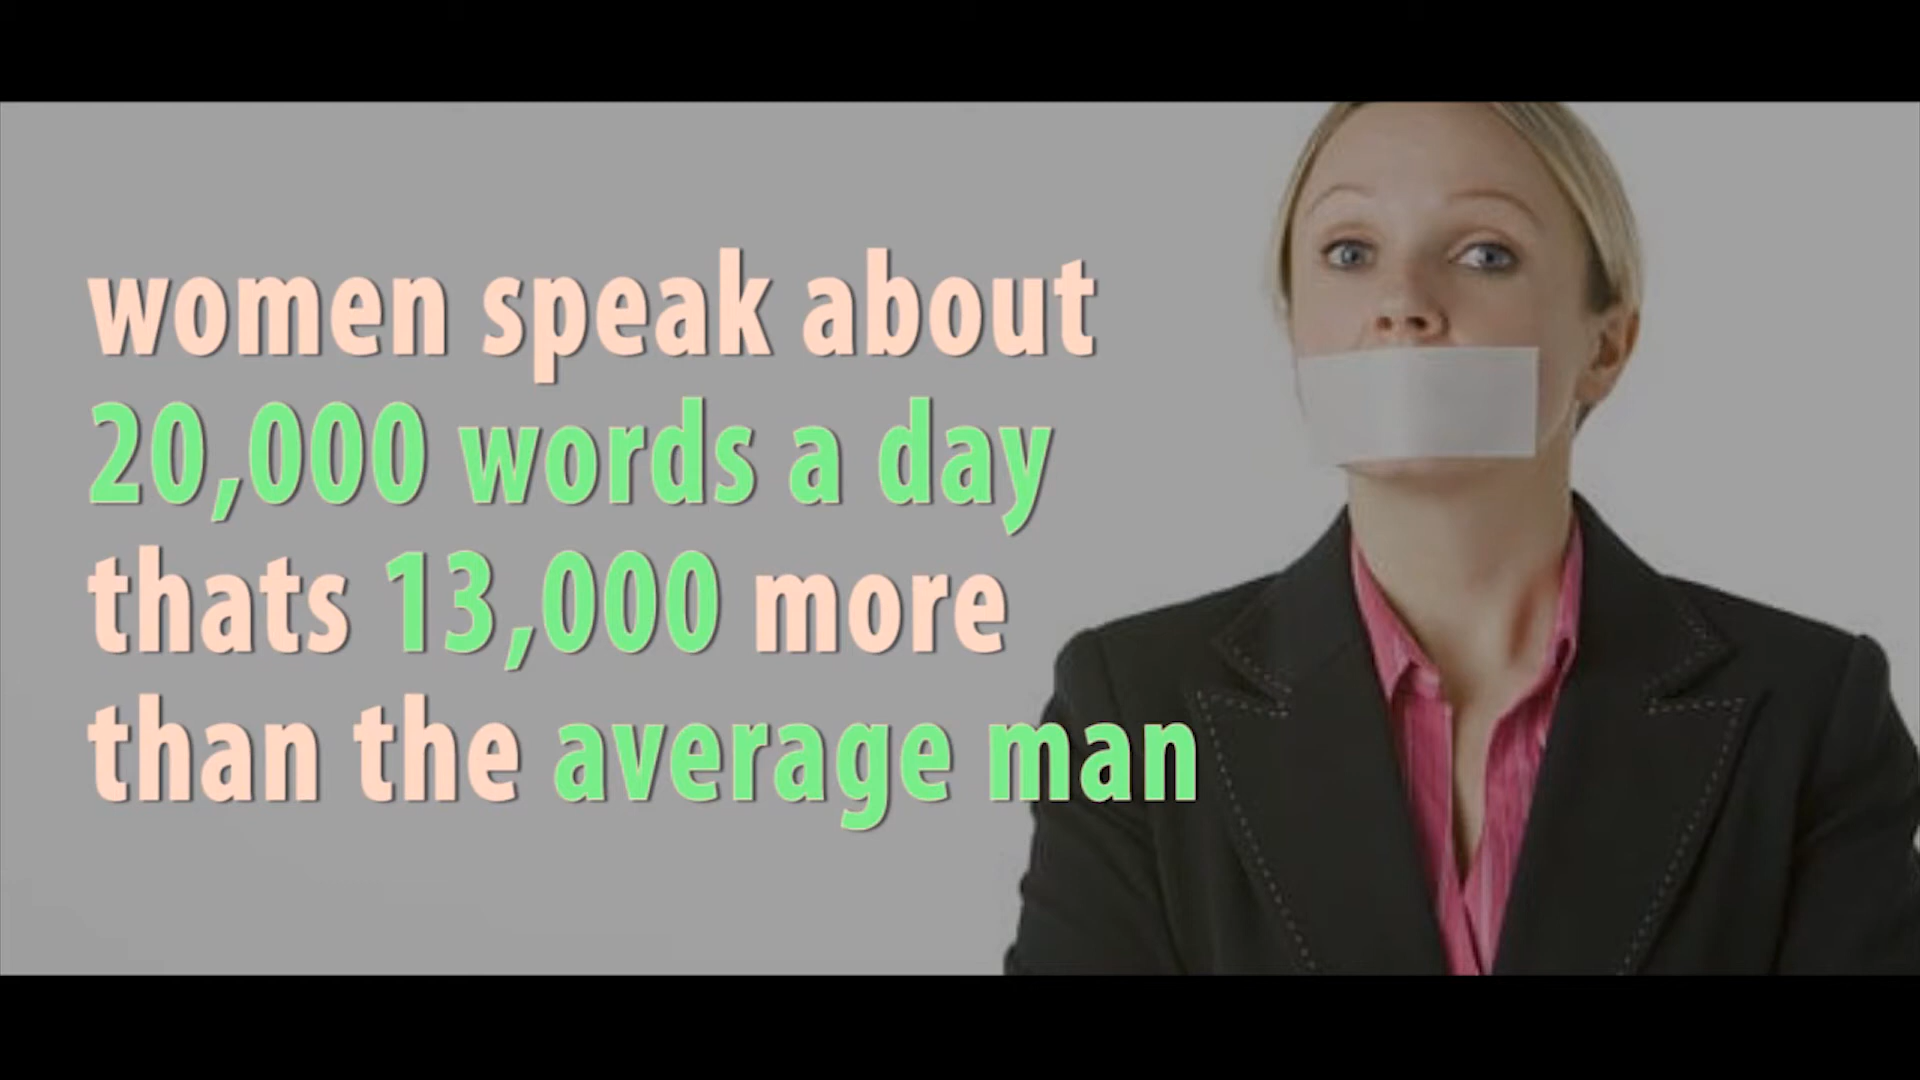 women speak about
20,000 words a day
thats 13,000 more
than the average man